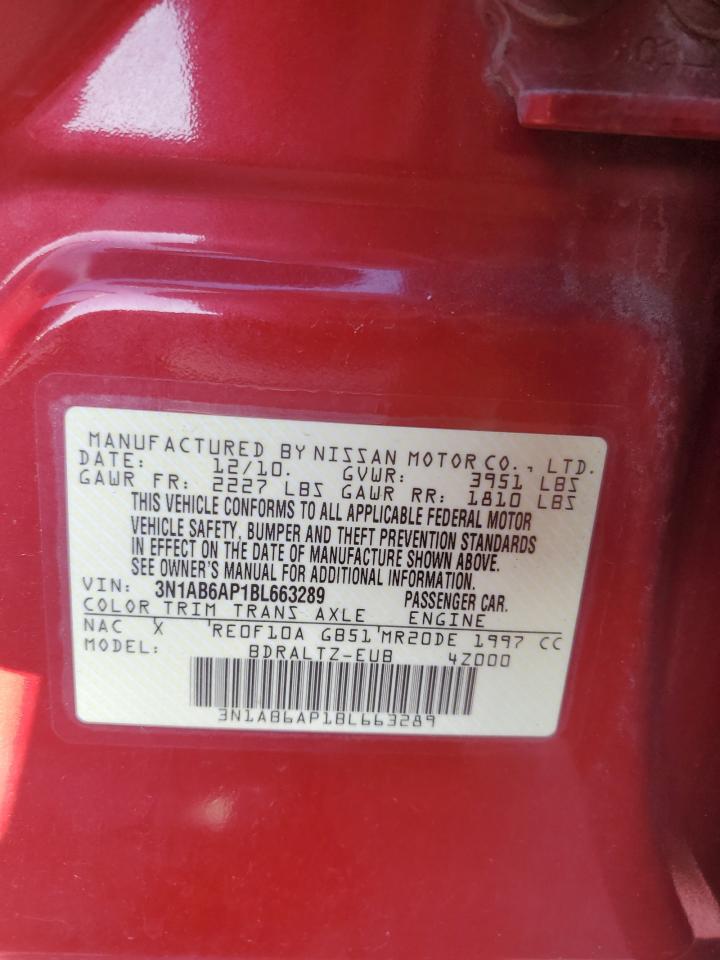 MANUFACTURED BY NISSAN MOTOR CO., LTD.
DATE: 12/10. GVWR: 3951 LBS
GAWR FR: 2227 LBS GAWR RR: 1810 LBS
THIS VEHICLE CONFORMS TO ALL APPLICABLE FEDERAL MOTOR
VEHICLE SAFETY, BUMPER AND THEFT PREVENTION STANDARDS
IN EFFECT ON THE DATE OF MANUFACTURE SHOWN ABOVE.
SEE OWNER'S MANUAL FOR ADDITIONAL INFORMATION.
VIN: 3N1AB6AP1BL663289 PASSENGER CAR.
COLOR TRIM TRANS AXLE ENGINE
NAC X 'RE0F10A GB51'MR20DE 1997 CC
MODEL: BDRALTZ-EUB 4Z000
3N1AB6AP1BL663289